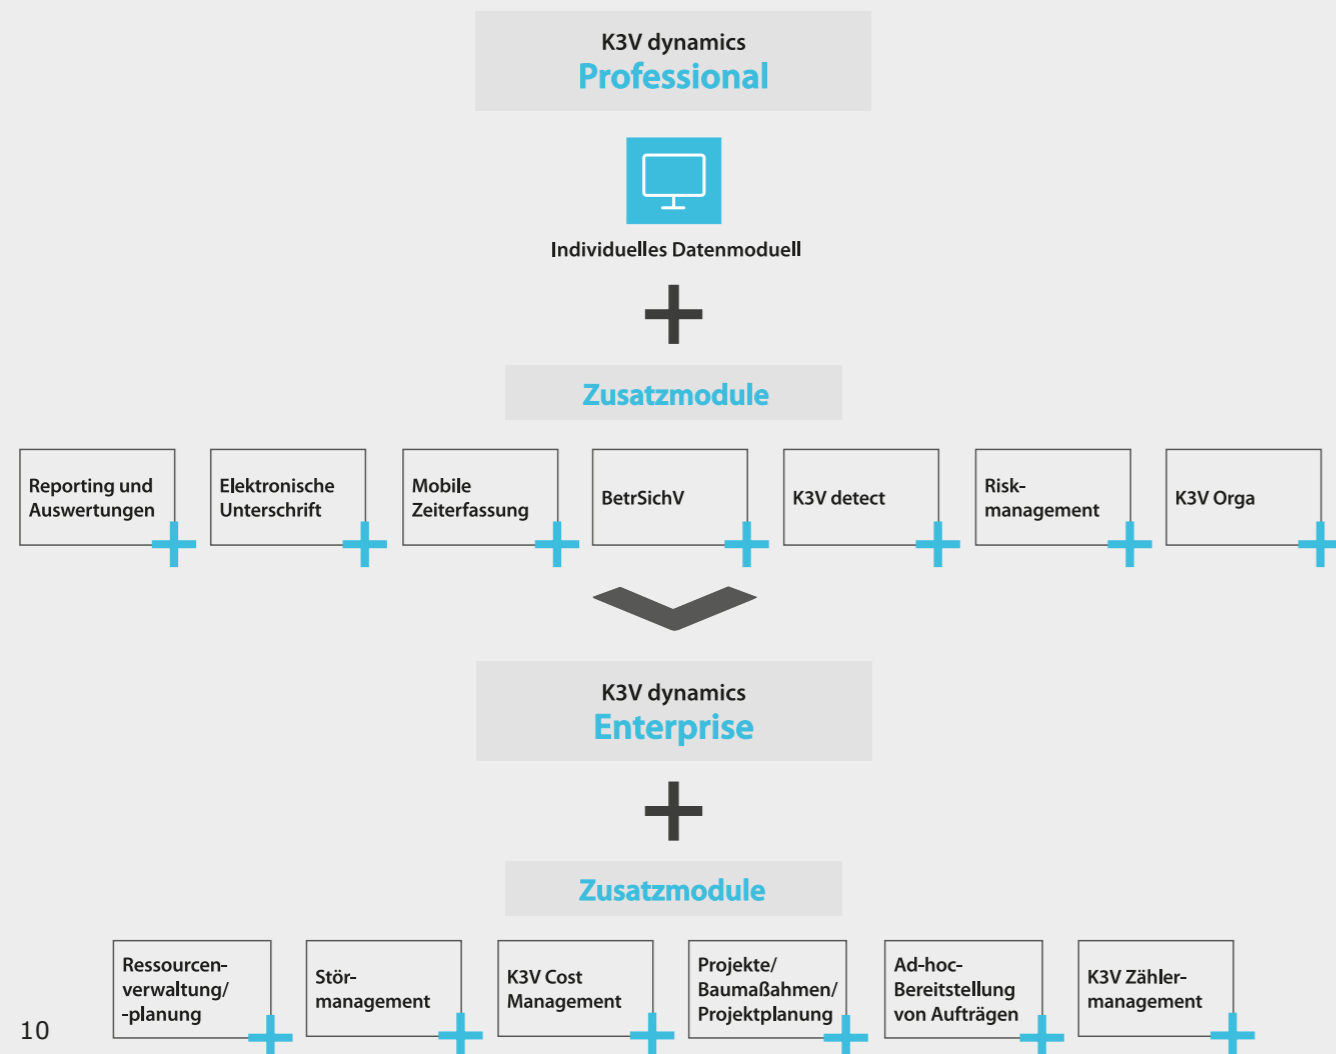 K3V dynamics
Professional
Individuelles Datenmoduell
Zusatzmodule
Reporting und
Auswertungen
Elektronische
Unterschrift
Mobile
Zeiterfassung
BetrSichV
K3V detect
Risk-
management
K3V Orga
K3V dynamics
Enterprise
Zusatzmodule
Ressourcen-
verwaltung/
-planung
Stör-
management
K3V Cost
Management
Projekte/
Baumaßahmen/
Projektplanung
Ad-hoc-
Bereitstellung
von Aufträgen
K3V Zähler-
management
10